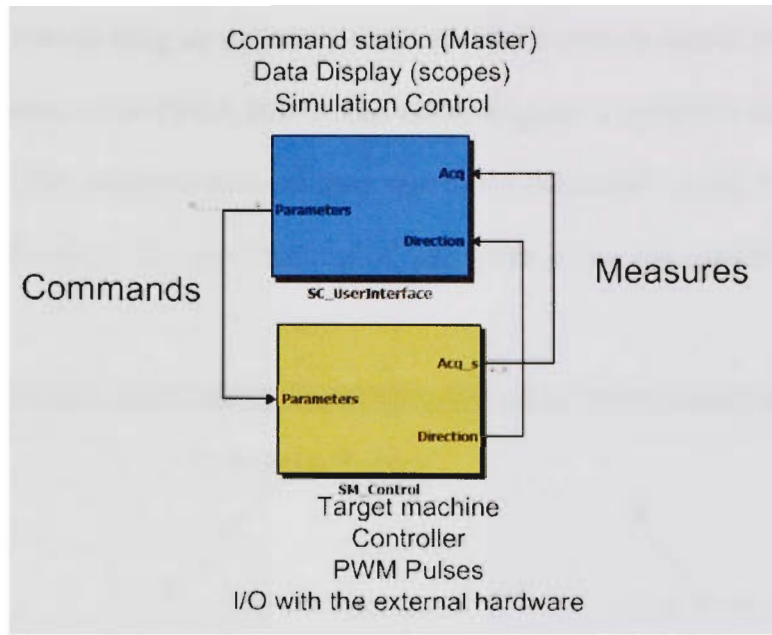 Command station (Master)
Data Display (scopes)
Simulation Control
Acq
Parameters
Direction
SC_UserInterface
Commands
Measures
Acq_s
Parameters
Direction
SM_Control
Target machine
Controller
PWM Pulses
I/O with the external hardware